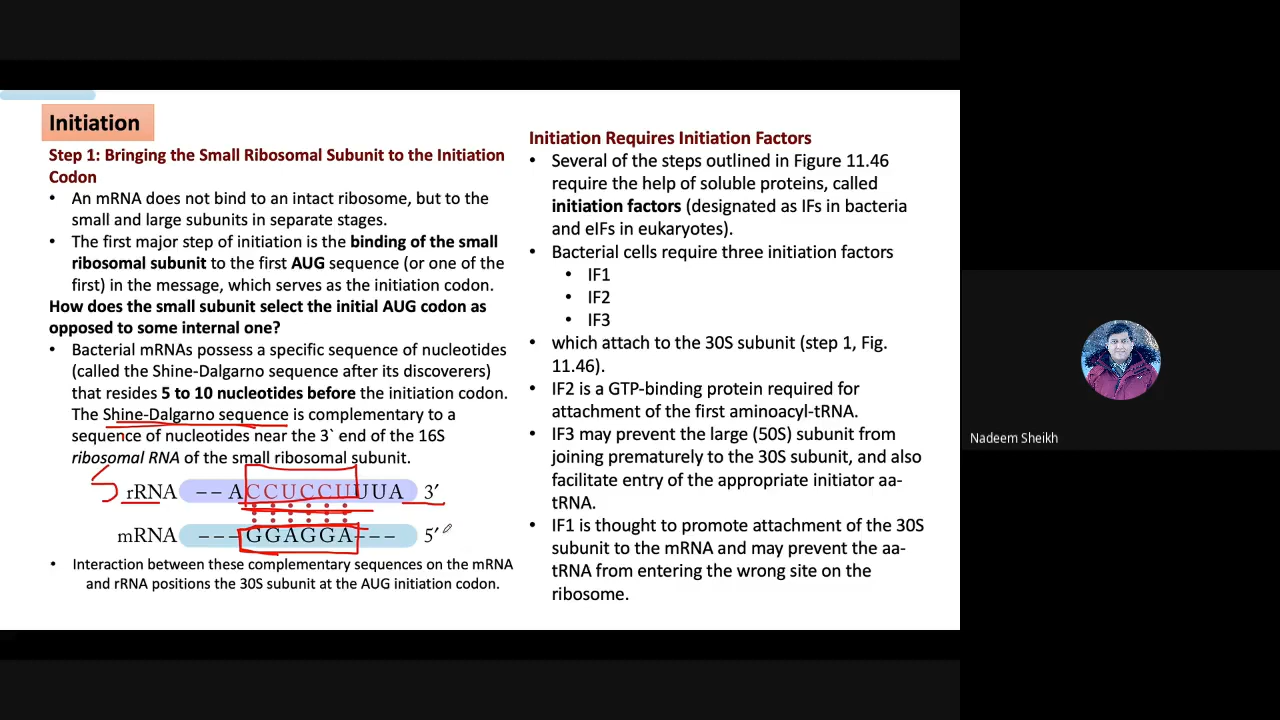 Initiation
Step 1: Bringing the Small Ribosomal Subunit to the Initiation
Codon
• An mRNA does not bind to an intact ribosome, but to the
small and large subunits in separate stages.
• The first major step of initiation is the binding of the small
ribosomal subunit to the first AUG sequence (or one of the
first) in the message, which serves as the initiation codon.
How does the small subunit select the initial AUG codon as
opposed to some internal one?
• Bacterial mRNAs possess a specific sequence of nucleotides
(called the Shine-Dalgarno sequence after its discoverers)
that resides 5 to 10 nucleotides before the initiation codon.
The Shine-Dalgarno sequence is complementary to a
sequence of nucleotides near the 3` end of the 16S
ribosomal RNA of the small ribosomal subunit.
5 rRNA -- ACCUCCUUUA 3′
mRNA ---GGAGGA--- 5′
• Interaction between these complementary sequences on the mRNA
and rRNA positions the 30S subunit at the AUG initiation codon.
Initiation Requires Initiation Factors
• Several of the steps outlined in Figure 11.46
require the help of soluble proteins, called
initiation factors (designated as IFs in bacteria
and eIFs in eukaryotes).
• Bacterial cells require three initiation factors
• IF1
• IF2
• IF3
• which attach to the 30S subunit (step 1, Fig.
11.46).
• IF2 is a GTP-binding protein required for
attachment of the first aminoacyl-tRNA.
• IF3 may prevent the large (50S) subunit from
joining prematurely to the 30S subunit, and also
facilitate entry of the appropriate initiator aa-
tRNA.
• IF1 is thought to promote attachment of the 30S
subunit to the mRNA and may prevent the aa-
tRNA from entering the wrong site on the
ribosome.
Nadeem Sheikh